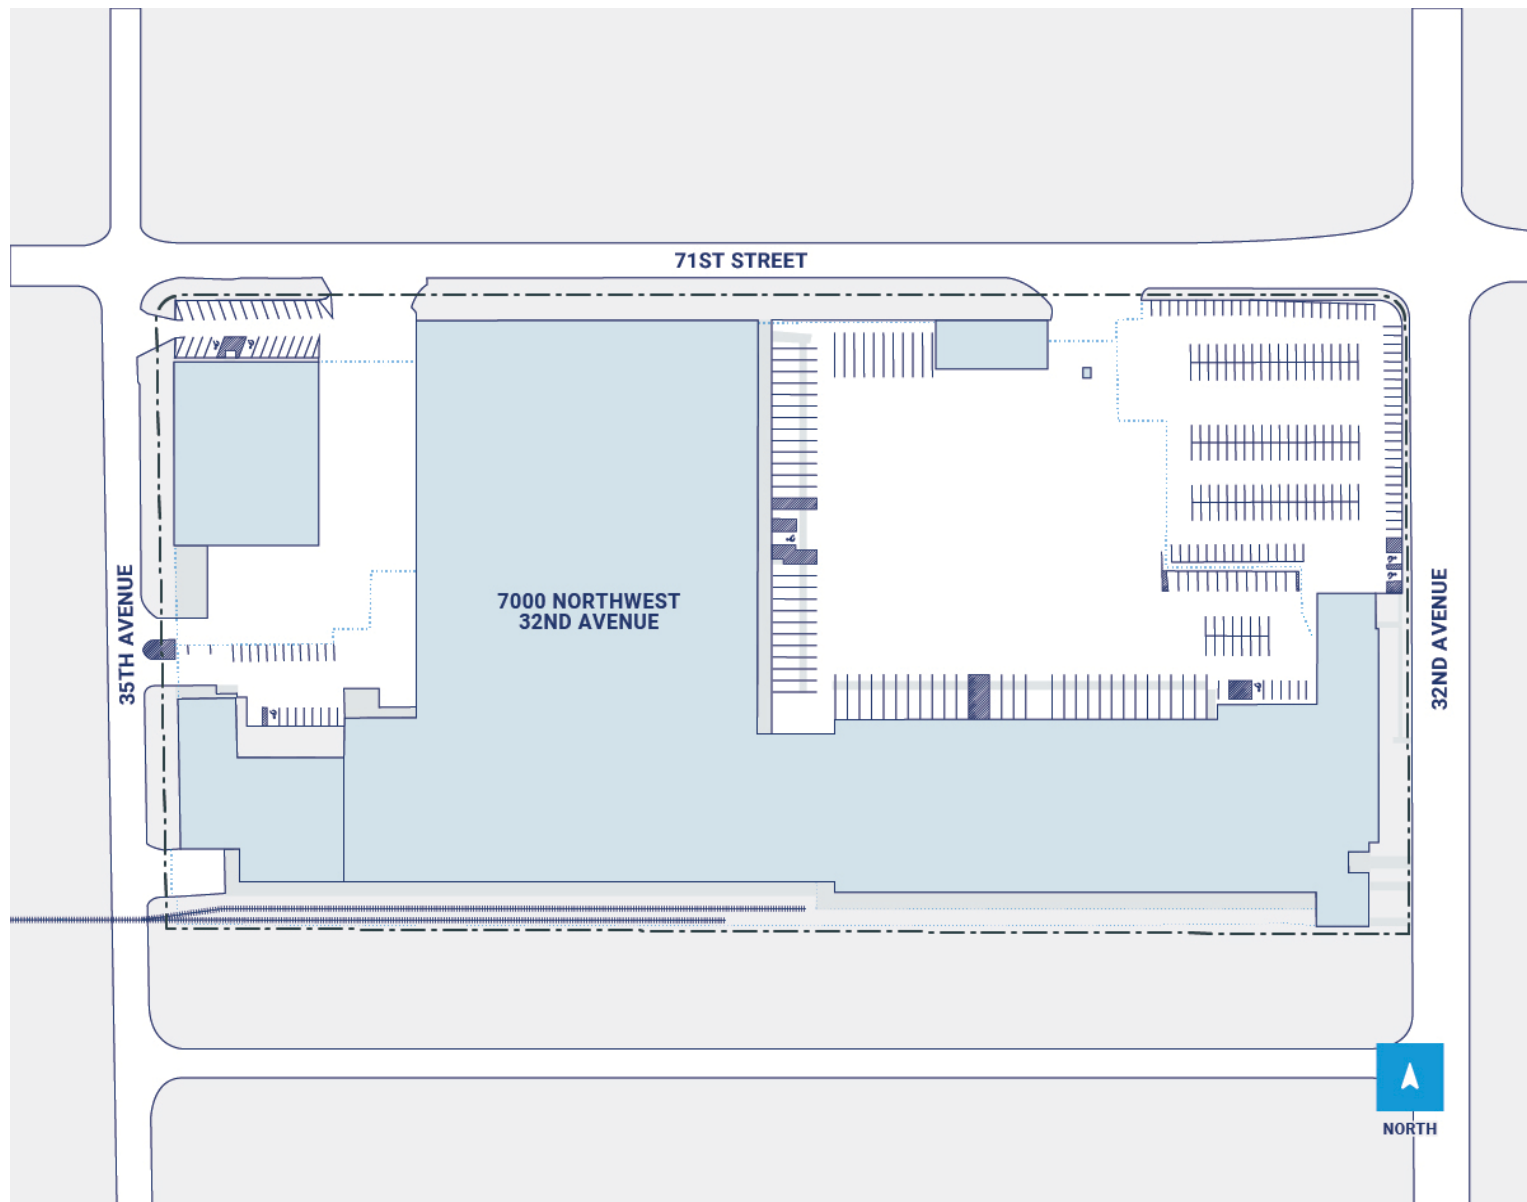 71ST STREET
7000 NORTHWEST
32ND AVENUE
35TH AVENUE
32ND AVENUE
NORTH